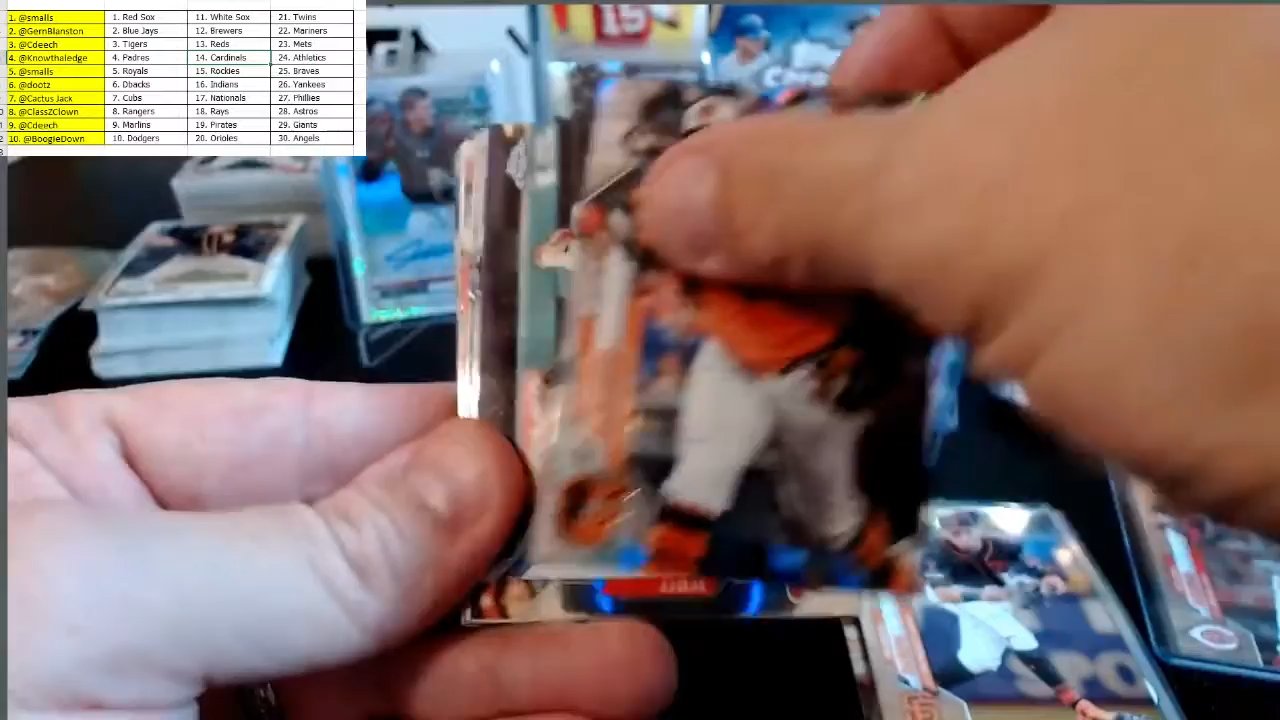 1. @smalls 1. Red Sox 11. White Sox 21. Twins
2. @GernBlanston 2. Blue Jays 12. Brewers 22. Mariners
3. @Cdeech 3. Tigers 13. Reds 23. Mets
4. @Knowthaledge 4. Padres 14. Cardinals 24. Athletics
5. @smalls 5. Royals 15. Rockies 25. Braves
6. @dootz 6. Dbacks 16. Indians 26. Yankees
7. @Cactus Jack 7. Cubs 17. Nationals 27. Phillies
8. @ClassZClown 8. Rangers 18. Rays 28. Astros
9. @Cdeech 9. Marlins 19. Pirates 29. Giants
10. @BoogieDown 10. Dodgers 20. Orioles 30. Angels
15
SPO